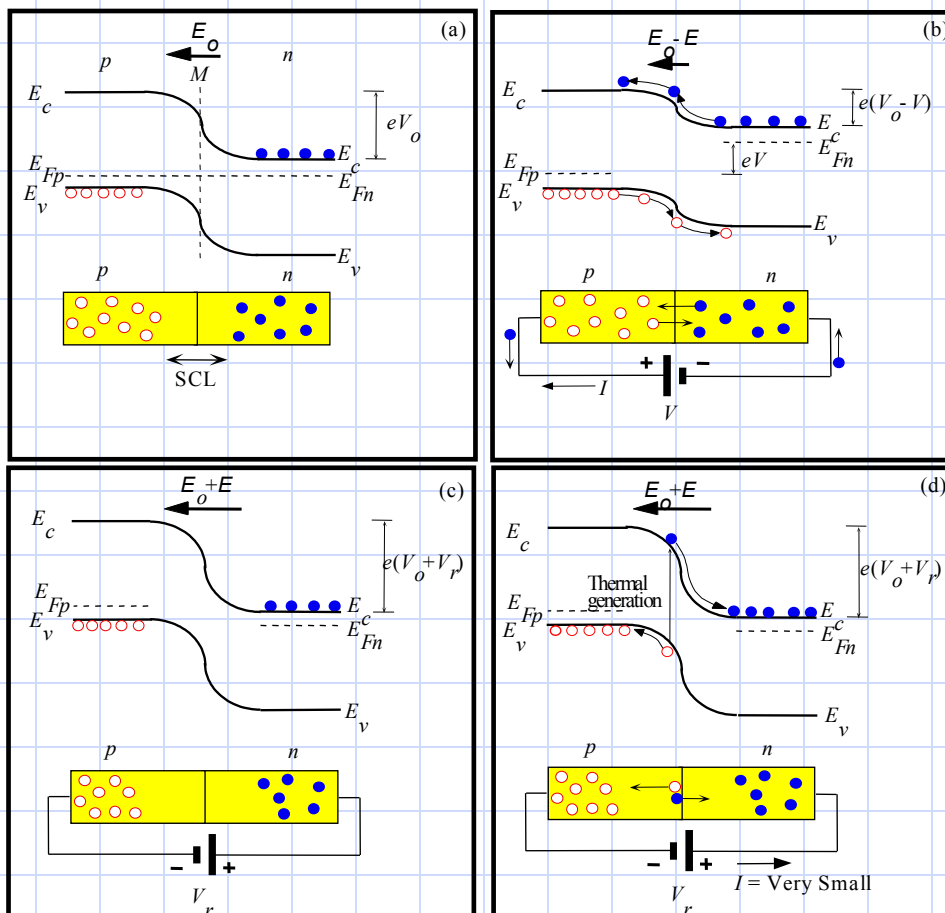 (a)
E_o
p
n
M
E_c
eV_o
E_c
E_Fp
E_Fn
E_v
E_v
p
n
SCL
(b)
E_o-E
E_c
e(V_o-V)
E_c
eV
E_Fn
E_Fp
E_v
E_v
p
n
+ -
I
V
(c)
E_o+E
E_c
e(V_o+V_r)
E_Fp
E_c
E_v
E_Fn
E_v
p
n
- +
V_r
(d)
E_o+E
E_c
e(V_o+V_r)
Thermal
generation
E_Fp
E_c
E_v
E_Fn
E_v
p
n
- +
V_r
I = Very Small